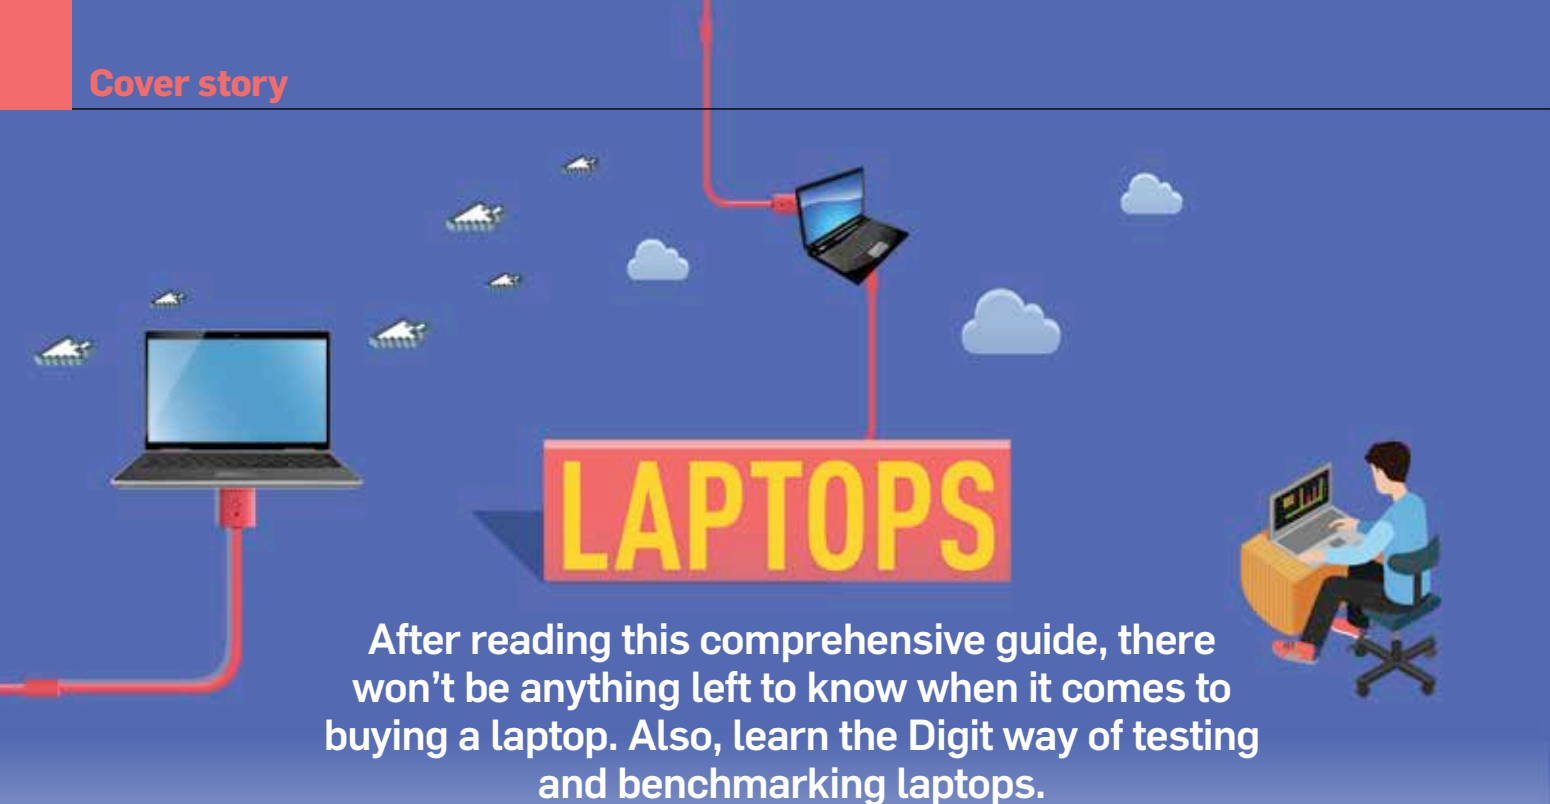 Cover story
LAPTOPS
After reading this comprehensive guide, there
won't be anything left to know when it comes to
buying a laptop. Also, learn the Digit way of testing
and benchmarking laptops.